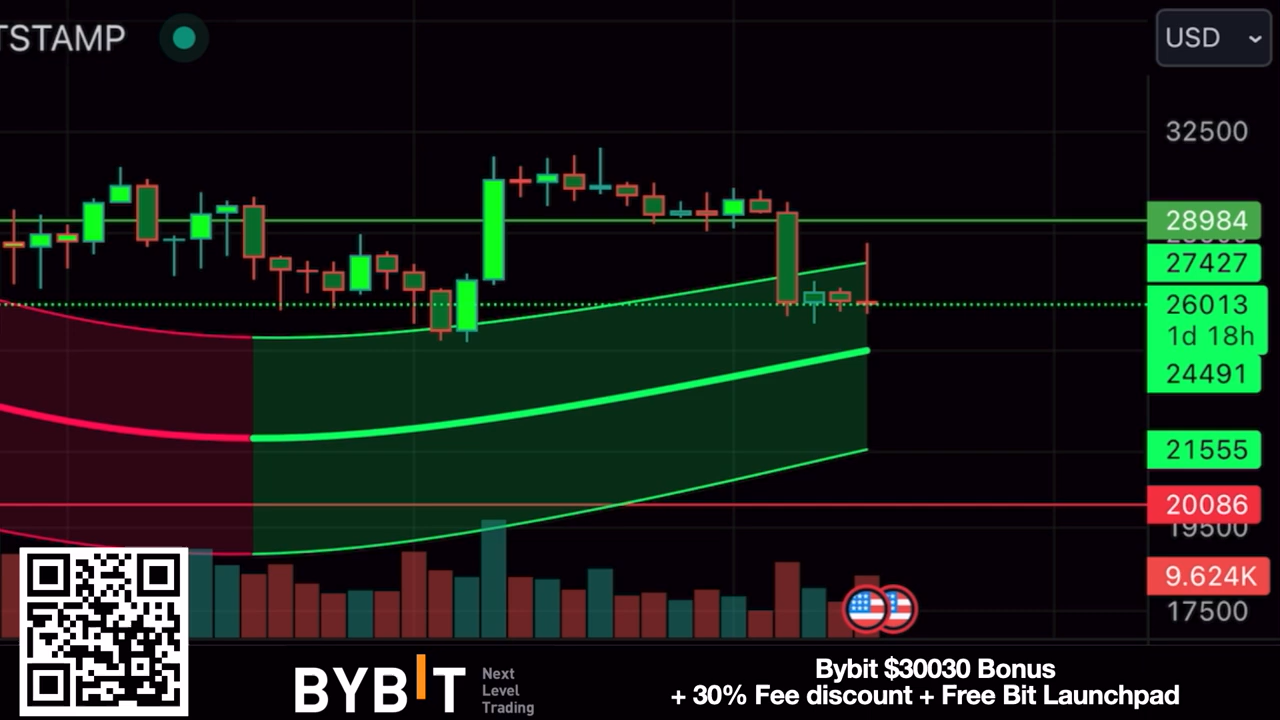 TSTAMP
USD
32500
28984
27427
26013
1d 18h
24491
21555
20086
19500
9.624K
17500
BYBIT
Next
Level
Trading
Bybit $30030 Bonus
+ 30% Fee discount + Free Bit Launchpad